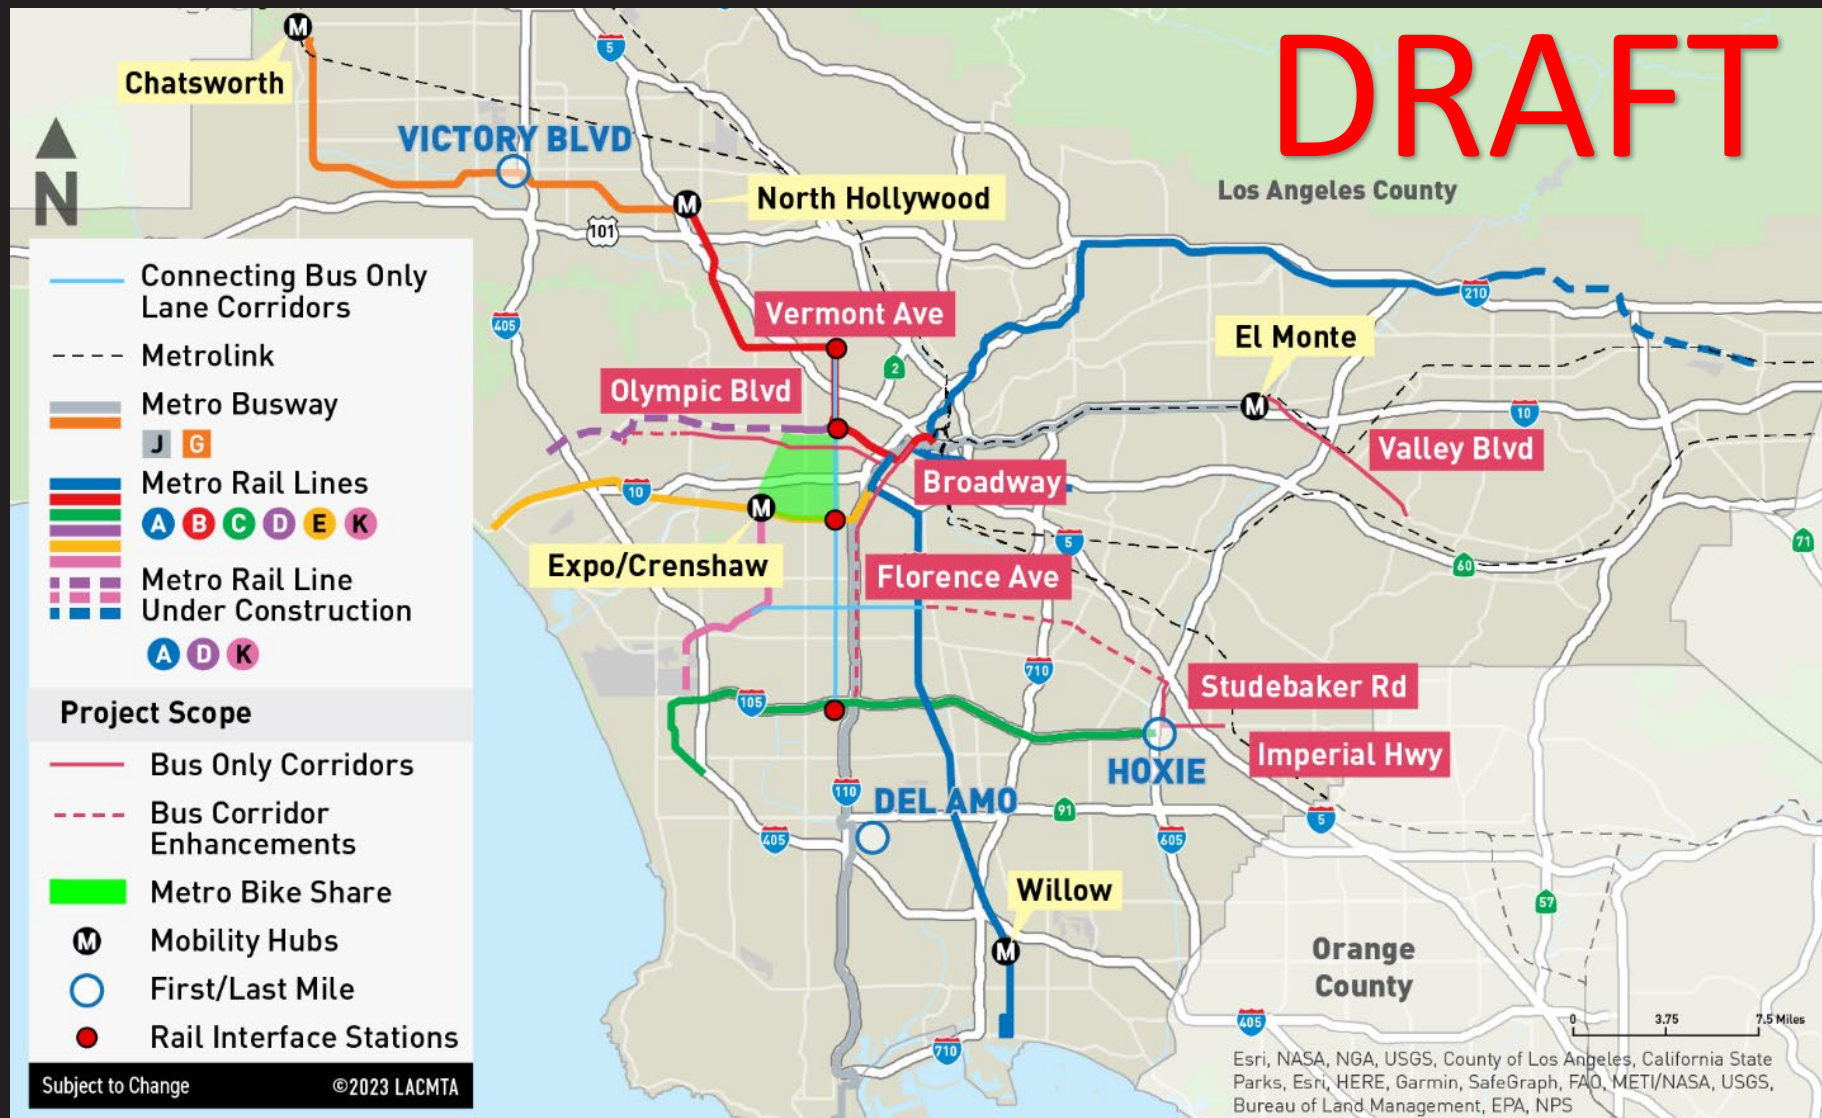 DRAFT
Chatsworth
5
VICTORY BLVD
N
North Hollywood
Los Angeles County
101
Connecting Bus Only
Lane Corridors
Metrolink
Metro Busway
J G
Metro Rail Lines
A B C D E K
Metro Rail Line
Under Construction
A D K
Project Scope
Bus Only Corridors
Bus Corridor
Enhancements
Metro Bike Share
M Mobility Hubs
First/Last Mile
Rail Interface Stations
Subject to Change ©2023 LACMTA
M
M
210
405
Vermont Ave
El Monte
2
Olympic Blvd
M
10
Valley Blvd
10
Broadway
M
5
71
Expo/Crenshaw
Florence Ave
60
710
Studebaker Rd
105
Imperial Hwy
HOXIE
110
DEL AMO
91
5
405
605
Willow
57
M
Orange
County
405
0 3.75 7.5 Miles
710
Esri, NASA, NGA, USGS, County of Los Angeles, California State
Parks, Esri, HERE, Garmin, SafeGraph, FAO, METI/NASA, USGS,
Bureau of Land Management, EPA, NPS